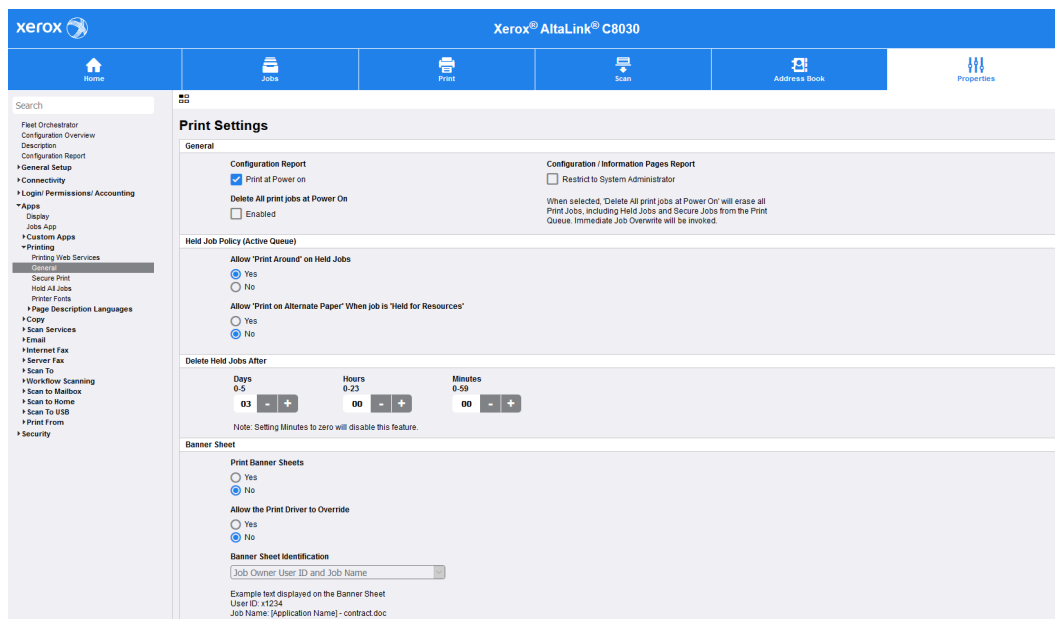 xerox
Xerox® AltaLink® C8030
Home
Jobs
Print
Scan
Address Book
Properties
Search
Fleet Orchestrator
Configuration Overview
Description
Configuration Report
General Setup
Connectivity
Login/ Permissions/ Accounting
Apps
Display
Jobs App
Custom Apps
Printing
Printing Web Services
General
Secure Print
Hold All Jobs
Printer Fonts
Page Description Languages
Copy
Scan Services
Email
Internet Fax
Server Fax
Scan To
Workflow Scanning
Scan to Mailbox
Scan to Home
Scan To USB
Print From
Security
Print Settings
General
Configuration Report
Print at Power on
Configuration / Information Pages Report
Restrict to System Administrator
Delete All print jobs at Power On
Enabled
When selected, 'Delete All print jobs at Power On' will erase all
Print Jobs, including Held Jobs and Secure Jobs from the Print
Queue. Immediate Job Overwrite will be invoked.
Held Job Policy (Active Queue)
Allow 'Print Around' on Held Jobs
Yes
No
Allow 'Print on Alternate Paper' When job is 'Held for Resources'
Yes
No
Delete Held Jobs After
Days Hours Minutes
0-5 0-23 0-59
03 - + 00 - + 00 - +
Note: Setting Minutes to zero will disable this feature.
Banner Sheet
Print Banner Sheets
Yes
No
Allow the Print Driver to Override
Yes
No
Banner Sheet Identification
Job Owner User ID and Job Name
Example text displayed on the Banner Sheet
User ID: x1234
Job Name: [Application Name] - contract.doc